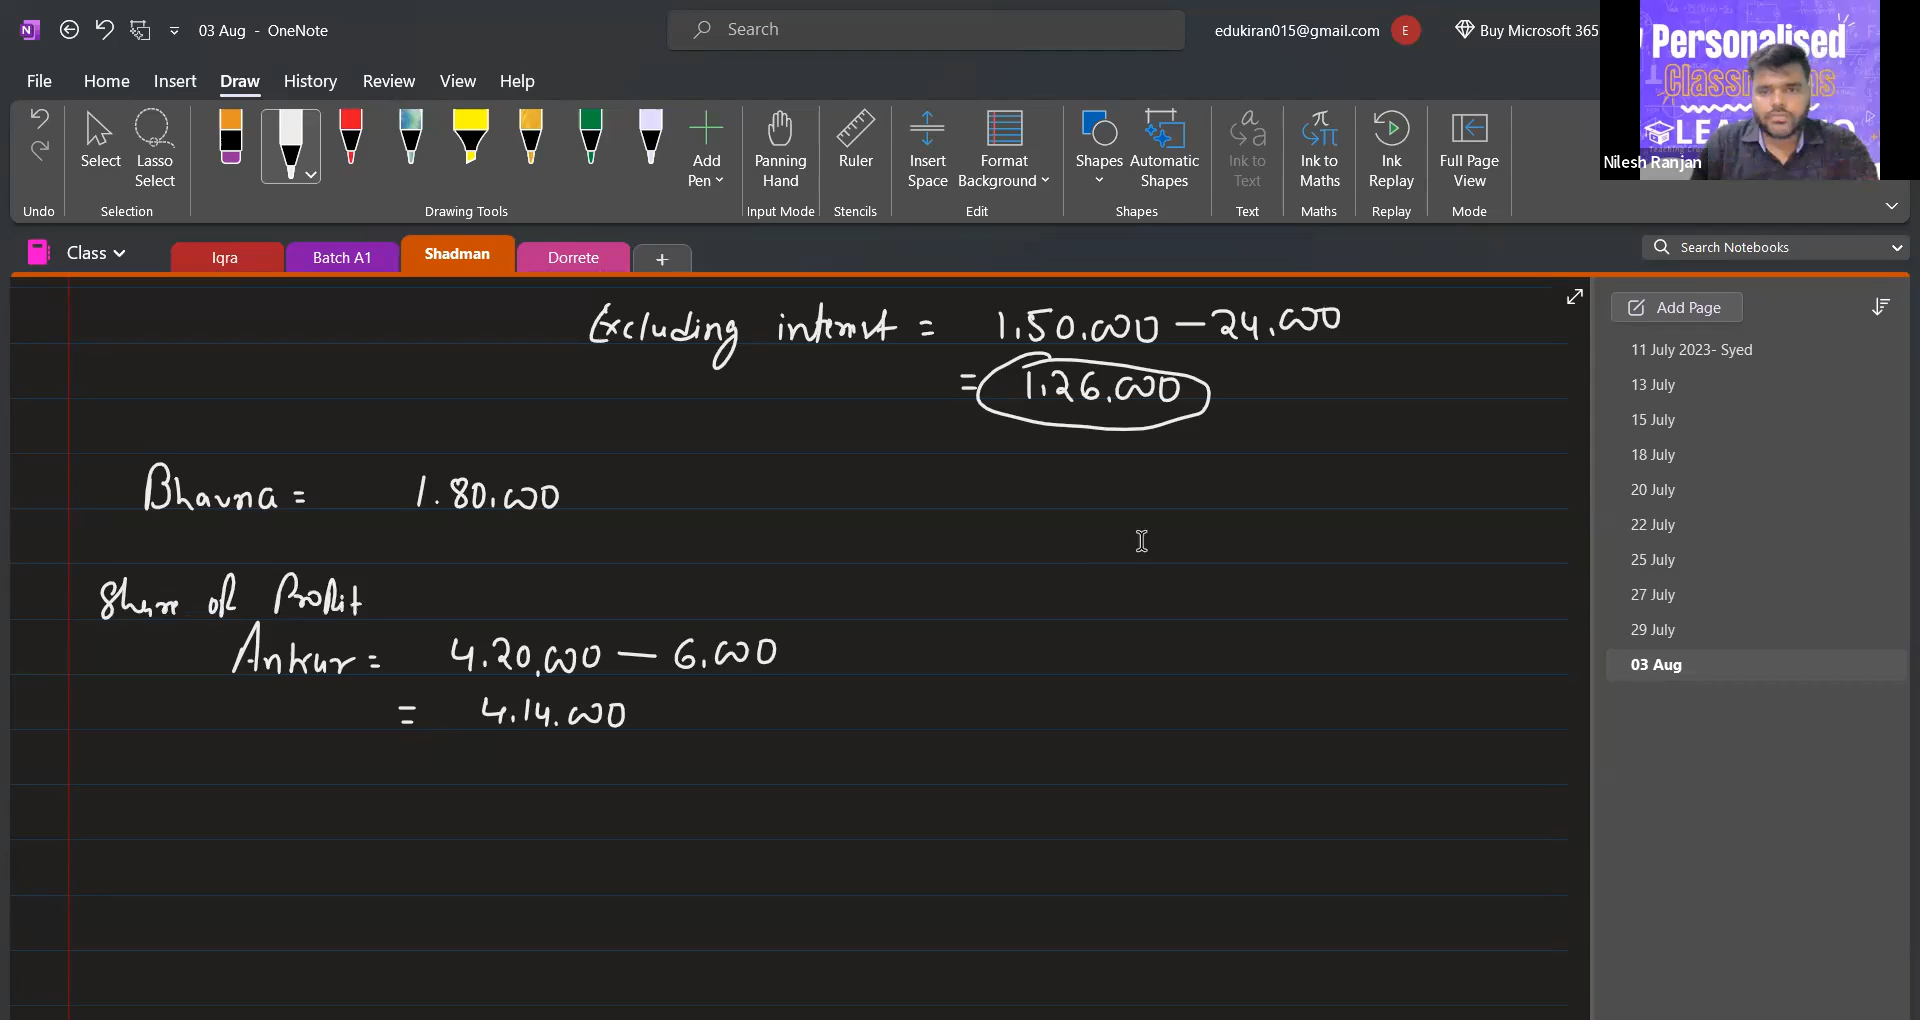 03 Aug - OneNote
Search
edukiran015@gmail.com
E
Buy Microsoft 365
Personalised
Classrooms
LEA
Nilesh Ranjan
File Home Insert Draw History Review View Help
Select
Lasso Select
Add Pen
Panning Hand
Ruler
Insert Space
Format Background
Shapes
Automatic Shapes
Ink to Text
Ink to Maths
Ink Replay
Full Page View
Undo
Selection
Drawing Tools
Input Mode
Stencils
Edit
Shapes
Text
Maths
Replay
Mode
Class
Iqra
Batch A1
Shadman
Dorrete
+
Search Notebooks
Excluding interest = 1.50.000 — 24.000
= 1.26.000
Bhavna = 1.80.000
Share of Profit
Ankur = 4.20.000 — 6.000
= 4.14.000
Add Page
11 July 2023- Syed
13 July
15 July
18 July
20 July
22 July
25 July
27 July
29 July
03 Aug